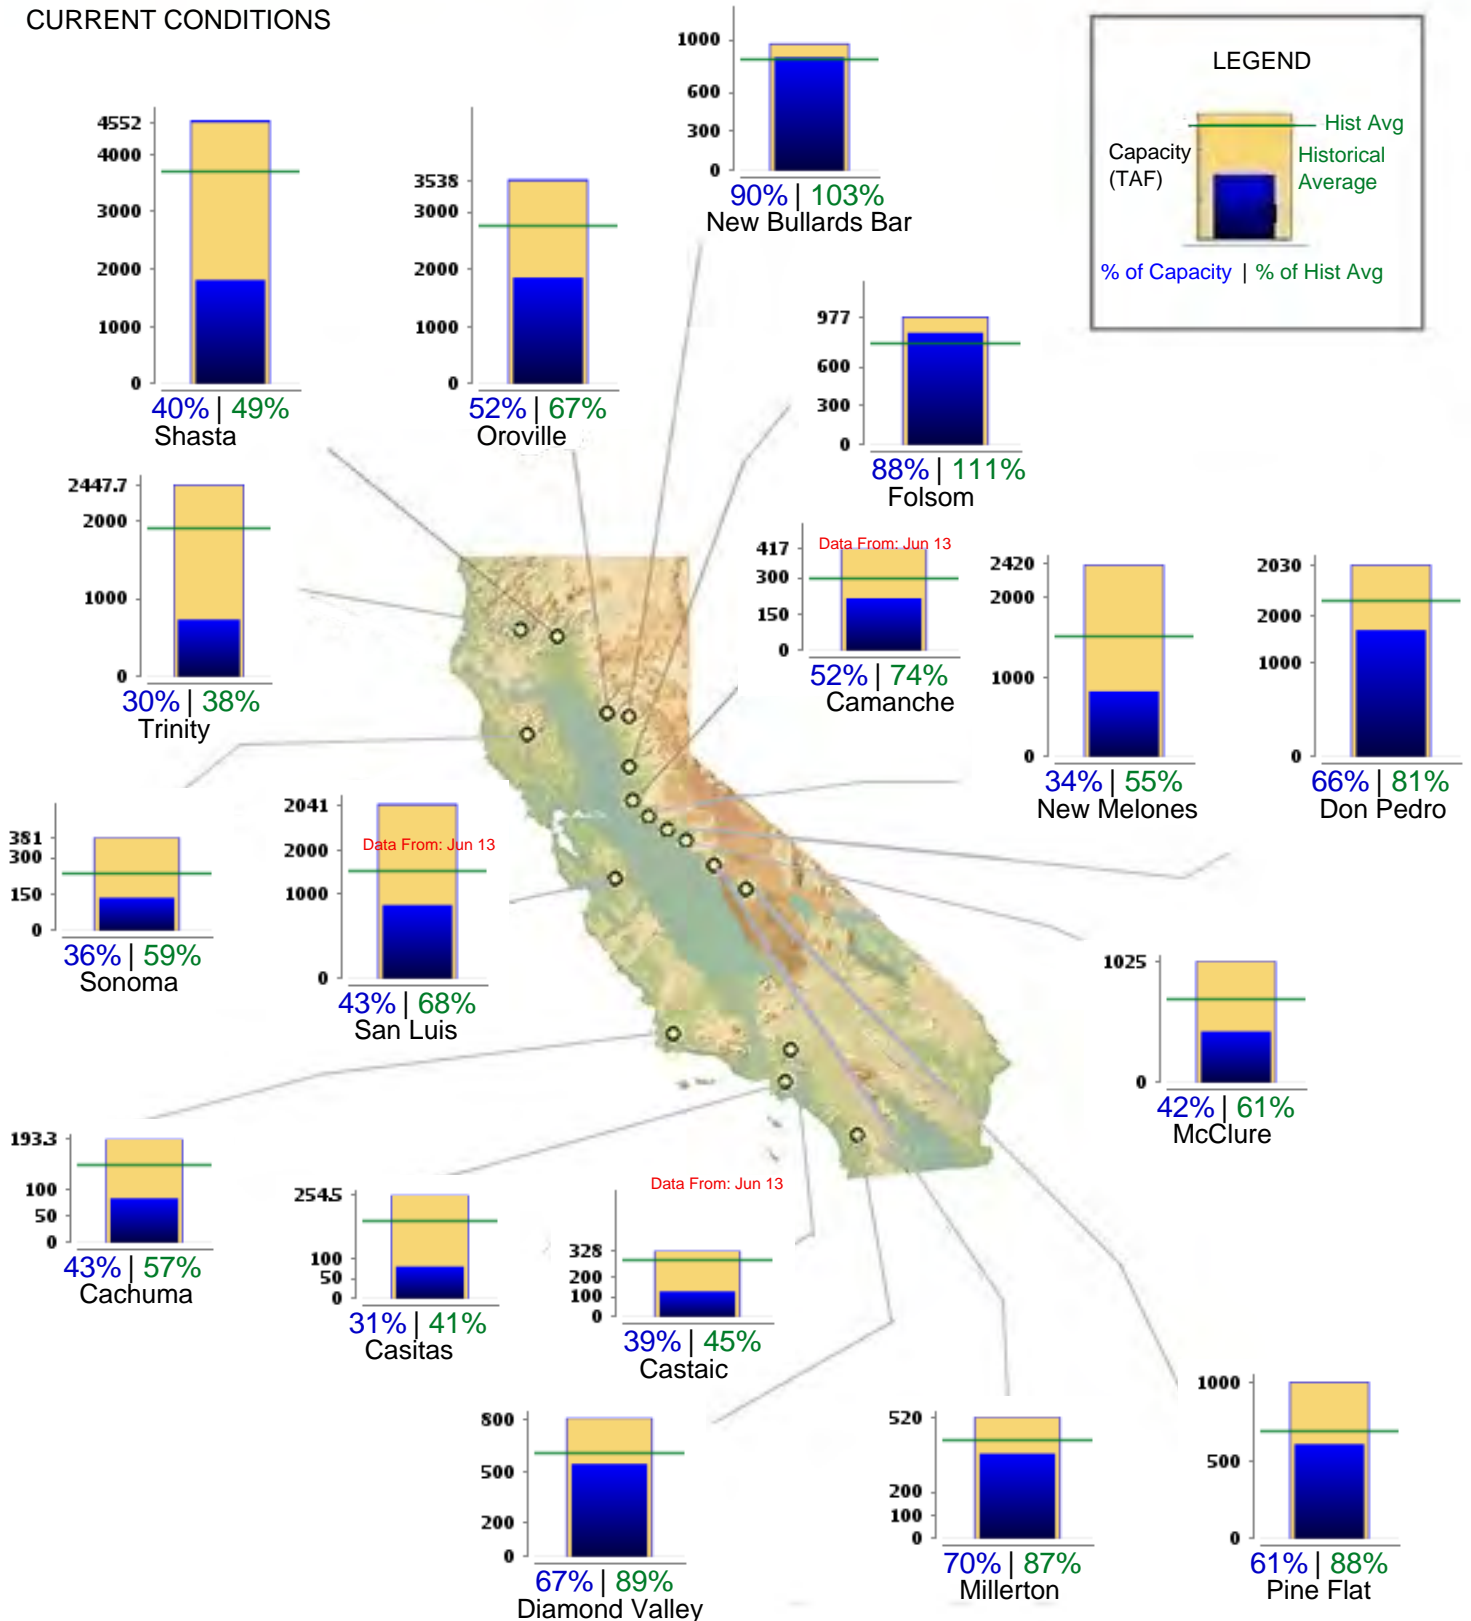 CURRENT CONDITIONS
1000
600
300
0
90% | 103%
New Bullards Bar
LEGEND
Hist Avg
Capacity
(TAF)
Historical
Average
% of Capacity | % of Hist Avg
4552
4000
3000
2000
1000
0
40% | 49%
Shasta
3538
3000
2000
1000
0
52% | 67%
Oroville
977
600
300
0
88% | 111%
Folsom
2447.7
2000
1000
0
30% | 38%
Trinity
Data From: Jun 13
417
300
150
0
52% | 74%
Camanche
2420
2000
1000
0
34% | 55%
New Melones
2030
2000
1000
0
66% | 81%
Don Pedro
381
300
150
0
36% | 59%
Sonoma
2041
Data From: Jun 13
2000
1000
0
43% | 68%
San Luis
1025
0
42% | 61%
McClure
193.3
100
50
0
43% | 57%
Cachuma
254.5
100
50
0
31% | 41%
Casitas
Data From: Jun 13
328
200
100
0
39% | 45%
Castaic
800
500
200
0
67% | 89%
Diamond Valley
520
200
100
0
70% | 87%
Millerton
1000
500
0
61% | 88%
Pine Flat